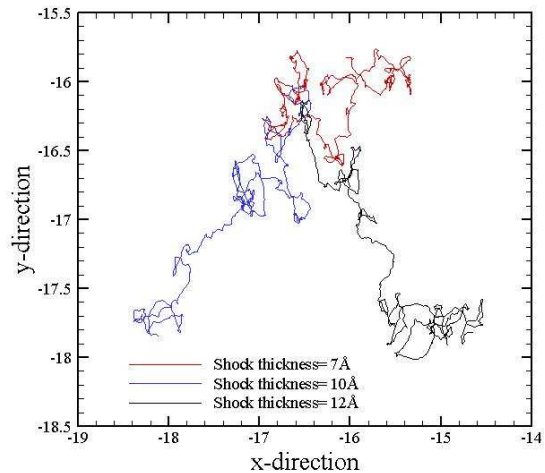 -15.5
-16
-16.5
-17
-17.5
-18
-18.5
y-direction
Shock thickness= 7Å
Shock thickness= 10Å
Shock thickness= 12Å
-19 -18 -17 -16 -15 -14
x-direction